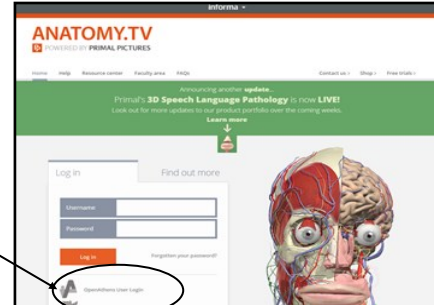 informa
ANATOMY.TV
POWERED BY PRIMAL PICTURES
Home Help Resource center Faculty area FAQs Contact us Shop Free trials
Announcing another update...
Primal's 3D Speech Language Pathology is now LIVE!
Look out for more updates to our product portfolio over the coming weeks.
Learn more
Log in Find out more
Username
Password
Log in Forgotten your password?
OpenAthens User Login